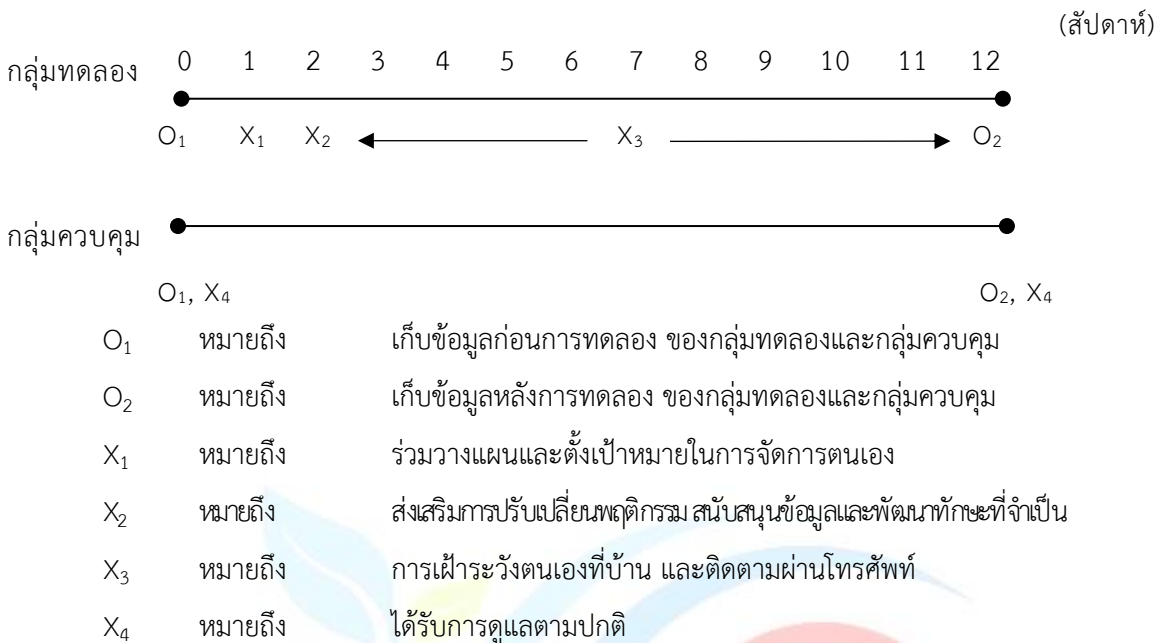 (สัปดาห์)
กลุ่มทดลอง 0 1 2 3 4 5 6 7 8 9 10 11 12
O₁ X₁ X₂ X₃ O₂
กลุ่มควบคุม
O₁, X₄ O₂, X₄
O₁ หมายถึง เก็บข้อมูลก่อนการทดลอง ของกลุ่มทดลองและกลุ่มควบคุม
O₂ หมายถึง เก็บข้อมูลหลังการทดลอง ของกลุ่มทดลองและกลุ่มควบคุม
X₁ หมายถึง ร่วมวางแผนและตั้งเป้าหมายในการจัดการตนเอง
X₂ หมายถึง ส่งเสริมการปรับเปลี่ยนพฤติกรรม สนับสนุนข้อมูลและพัฒนาทักษะที่จำเป็น
X₃ หมายถึง การเฝ้าระวังตนเองที่บ้าน และติดตามผ่านโทรศัพท์
X₄ หมายถึง ได้รับการดูแลตามปกติ